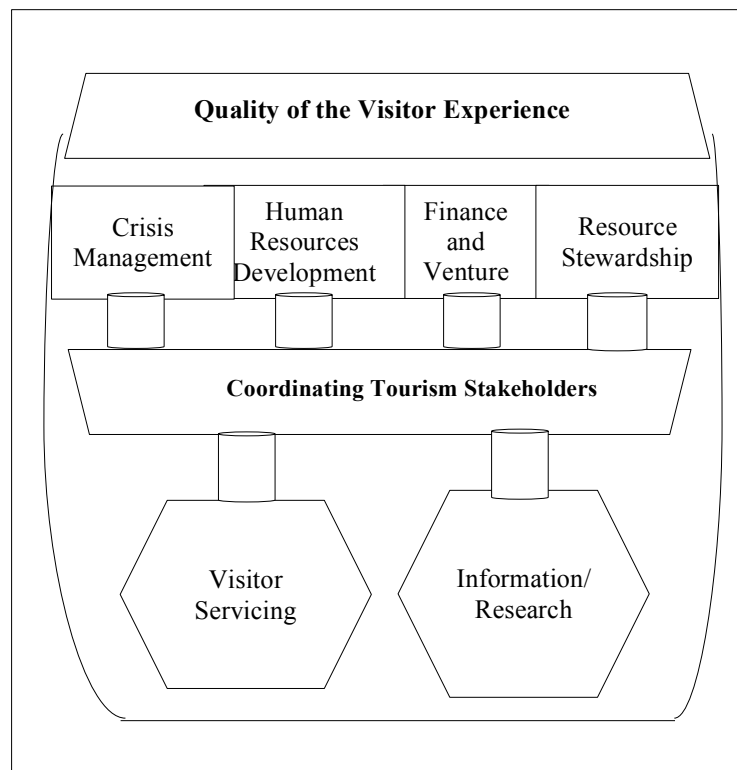 Quality of the Visitor Experience
Crisis
Management
Human
Resources
Development
Finance
and
Venture
Resource
Stewardship
Coordinating Tourism Stakeholders
Visitor
Servicing
Information/
Research